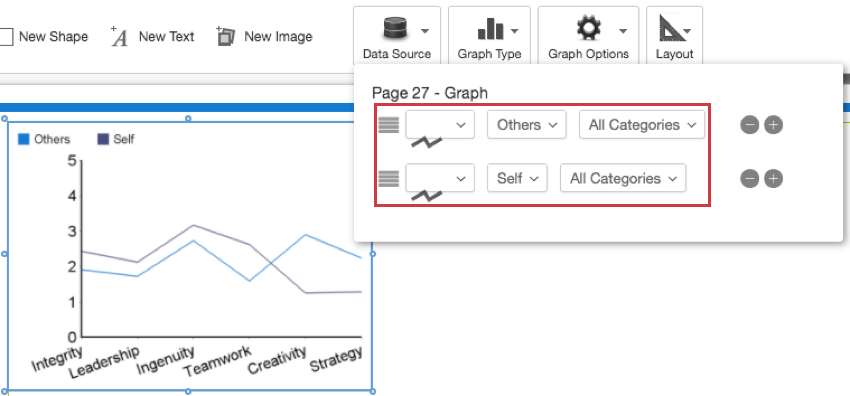 New Shape
A New Text
New Image
Data Source
Graph Type
Graph Options
Layout
Page 27 - Graph
Others
All Categories
Self
All Categories
Others
Self
5
4
3
2
1
0
Integrity
Leadership
Ingenuity
Teamwork
Creativity
Strategy